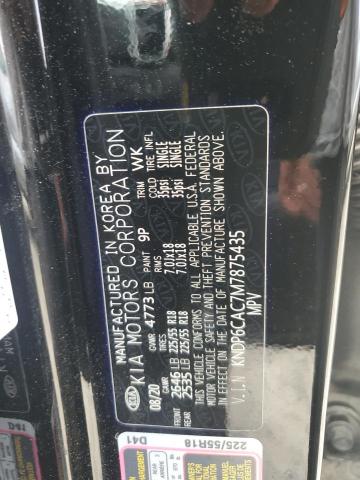 MANUFACTURED IN KOREA BY
KIA MOTORS CORPORATION
KIA
08/20 GVWR 4773 LB PAINT 9P TRIM WK
TIRES RIMS COLD TIRE INFL
FRONT GAWR 2646 LB 225/55 R18 7.0JX18 35psi SINGLE
REAR GAWR 2535 LB 225/55 R18 7.0JX18 35psi SINGLE
THIS VEHICLE CONFORMS TO ALL APPLICABLE U.S.A. FEDERAL
MOTOR VEHICLE SAFETY AND THEFT PREVENTION STANDARDS
IN EFFECT ON THE DATE OF MANUFACTURE SHOWN ABOVE.
V.I.N KNDP6CAC7M7875435
MPV
225/55R18
D41